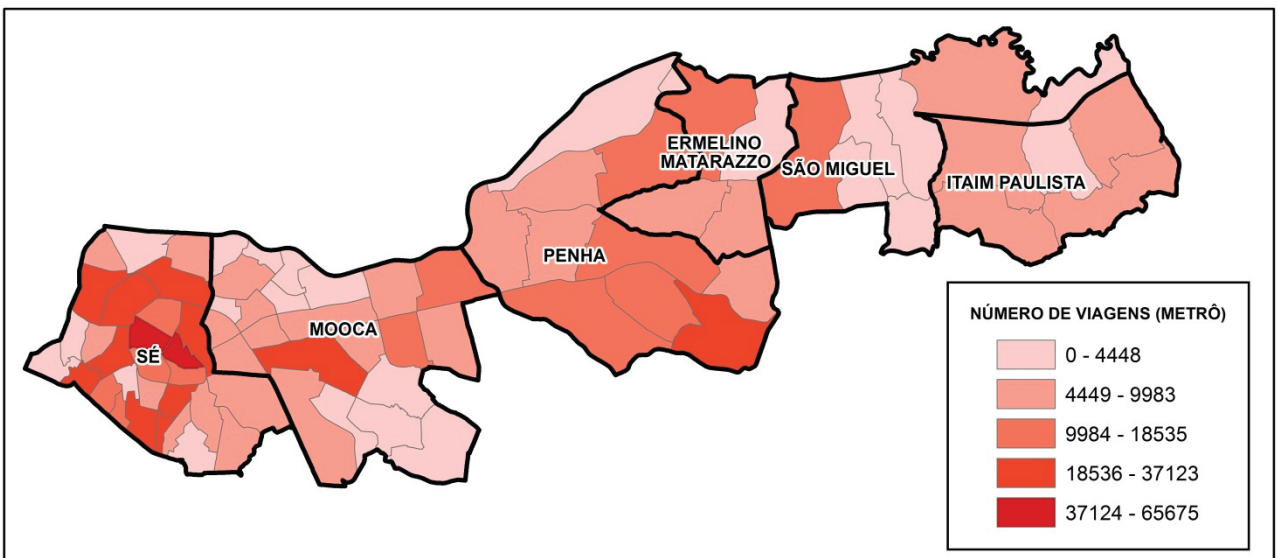 ERMELINO
MATARAZZO
SÃO MIGUEL
ITAIM PAULISTA
PENHA
MOOCA
SÉ
NÚMERO DE VIAGENS (METRÔ)
0 - 4448
4449 - 9983
9984 - 18535
18536 - 37123
37124 - 65675